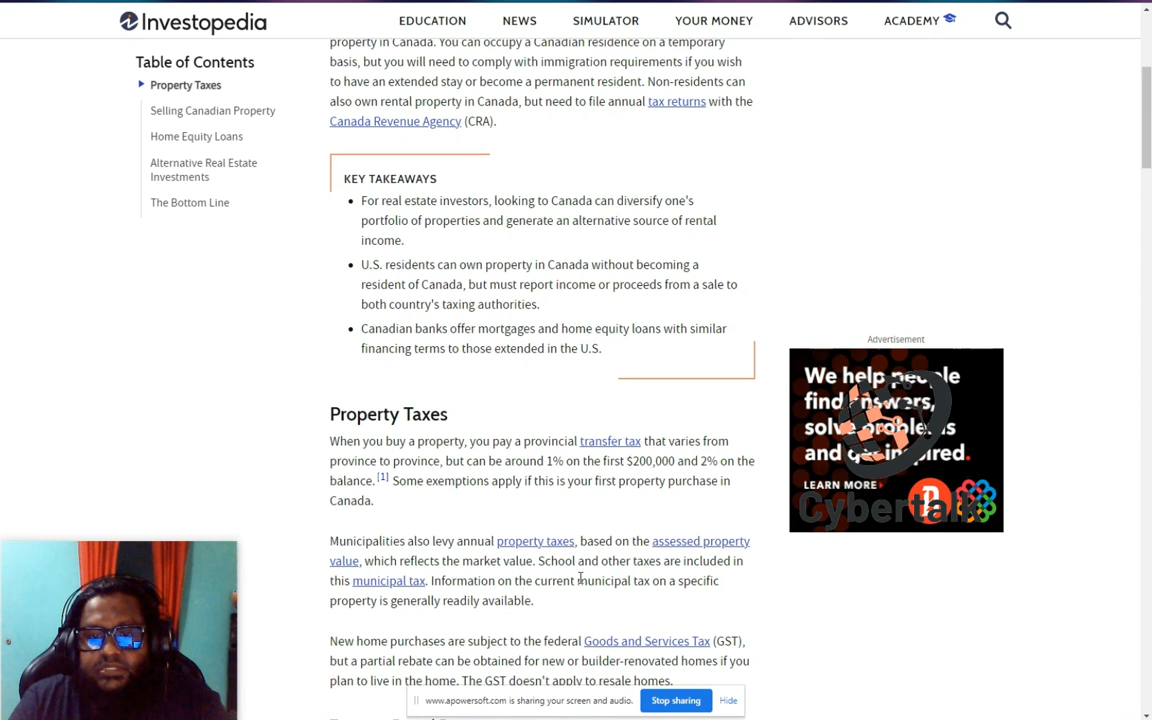 Investopedia
EDUCATION NEWS SIMULATOR YOUR MONEY ADVISORS ACADEMY
Table of Contents
Property Taxes
Selling Canadian Property
Home Equity Loans
Alternative Real Estate
Investments
The Bottom Line
property in Canada. You can occupy a Canadian residence on a temporary
basis, but you will need to comply with immigration requirements if you wish
to have an extended stay or become a permanent resident. Non-residents can
also own rental property in Canada, but need to file annual tax returns with the
Canada Revenue Agency (CRA).
KEY TAKEAWAYS
• For real estate investors, looking to Canada can diversify one's
portfolio of properties and generate an alternative source of rental
income.
• U.S. residents can own property in Canada without becoming a
resident of Canada, but must report income or proceeds from a sale to
both country's taxing authorities.
• Canadian banks offer mortgages and home equity loans with similar
financing terms to those extended in the U.S.
Property Taxes
When you buy a property, you pay a provincial transfer tax that varies from
province to province, but can be around 1% on the first $200,000 and 2% on the
balance. [1] Some exemptions apply if this is your first property purchase in
Canada.
Municipalities also levy annual property taxes, based on the assessed property
value, which reflects the market value. School and other taxes are included in
this municipal tax. Information on the current municipal tax on a specific
property is generally readily available.
New home purchases are subject to the federal Goods and Services Tax (GST),
but a partial rebate can be obtained for new or builder-renovated homes if you
plan to live in the home. The GST doesn't apply to resale homes.
Advertisement
We help people
find answers,
solve problems
and get inspired.
LEARN MORE
Cybertalk
www.apowersoft.com is sharing your screen and audio. Stop sharing Hide